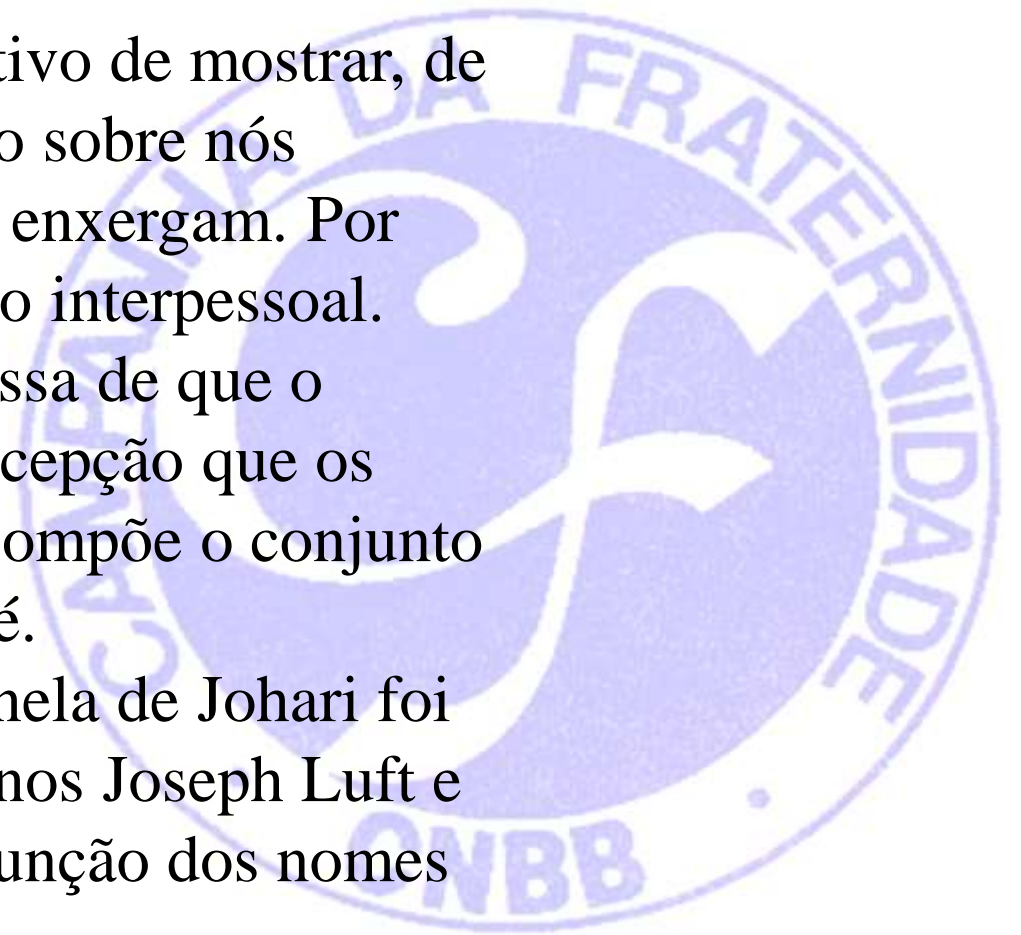 tivo de mostrar, de
o sobre nós
enxergam. Por
o interpessoal.
ssa de que o
cepção que os
ompõe o conjunto
é.
nela de Johari foi
nos Joseph Luft e
unção dos nomes
CAMPANHA DA FRATERNIDADE
CNBB